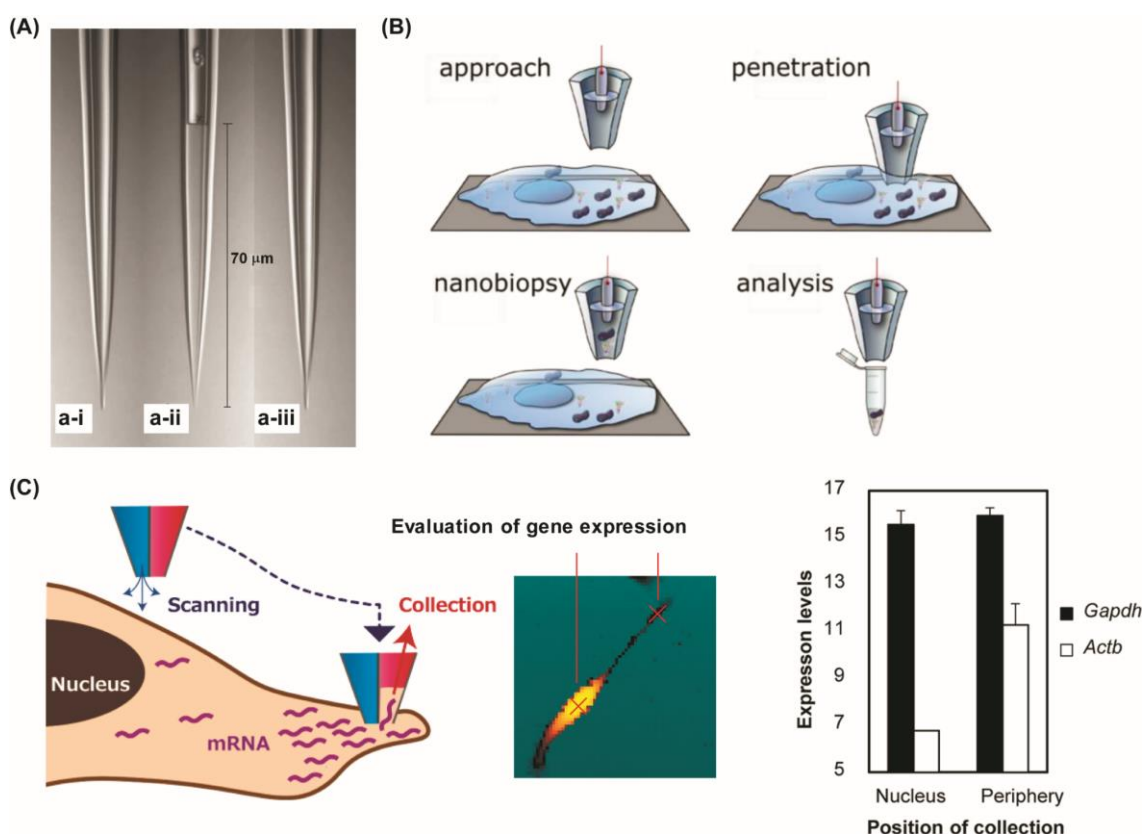 (A)
70 μm
a-i
a-ii
a-iii
(B)
approach
penetration
nanobiopsy
analysis
(C)
Scanning
Nucleus
mRNA
Collection
Evaluation of gene expression
Expresson levels
17
15
13
11
9
7
5
Nucleus
Periphery
Position of collection
Gapdh
Actb